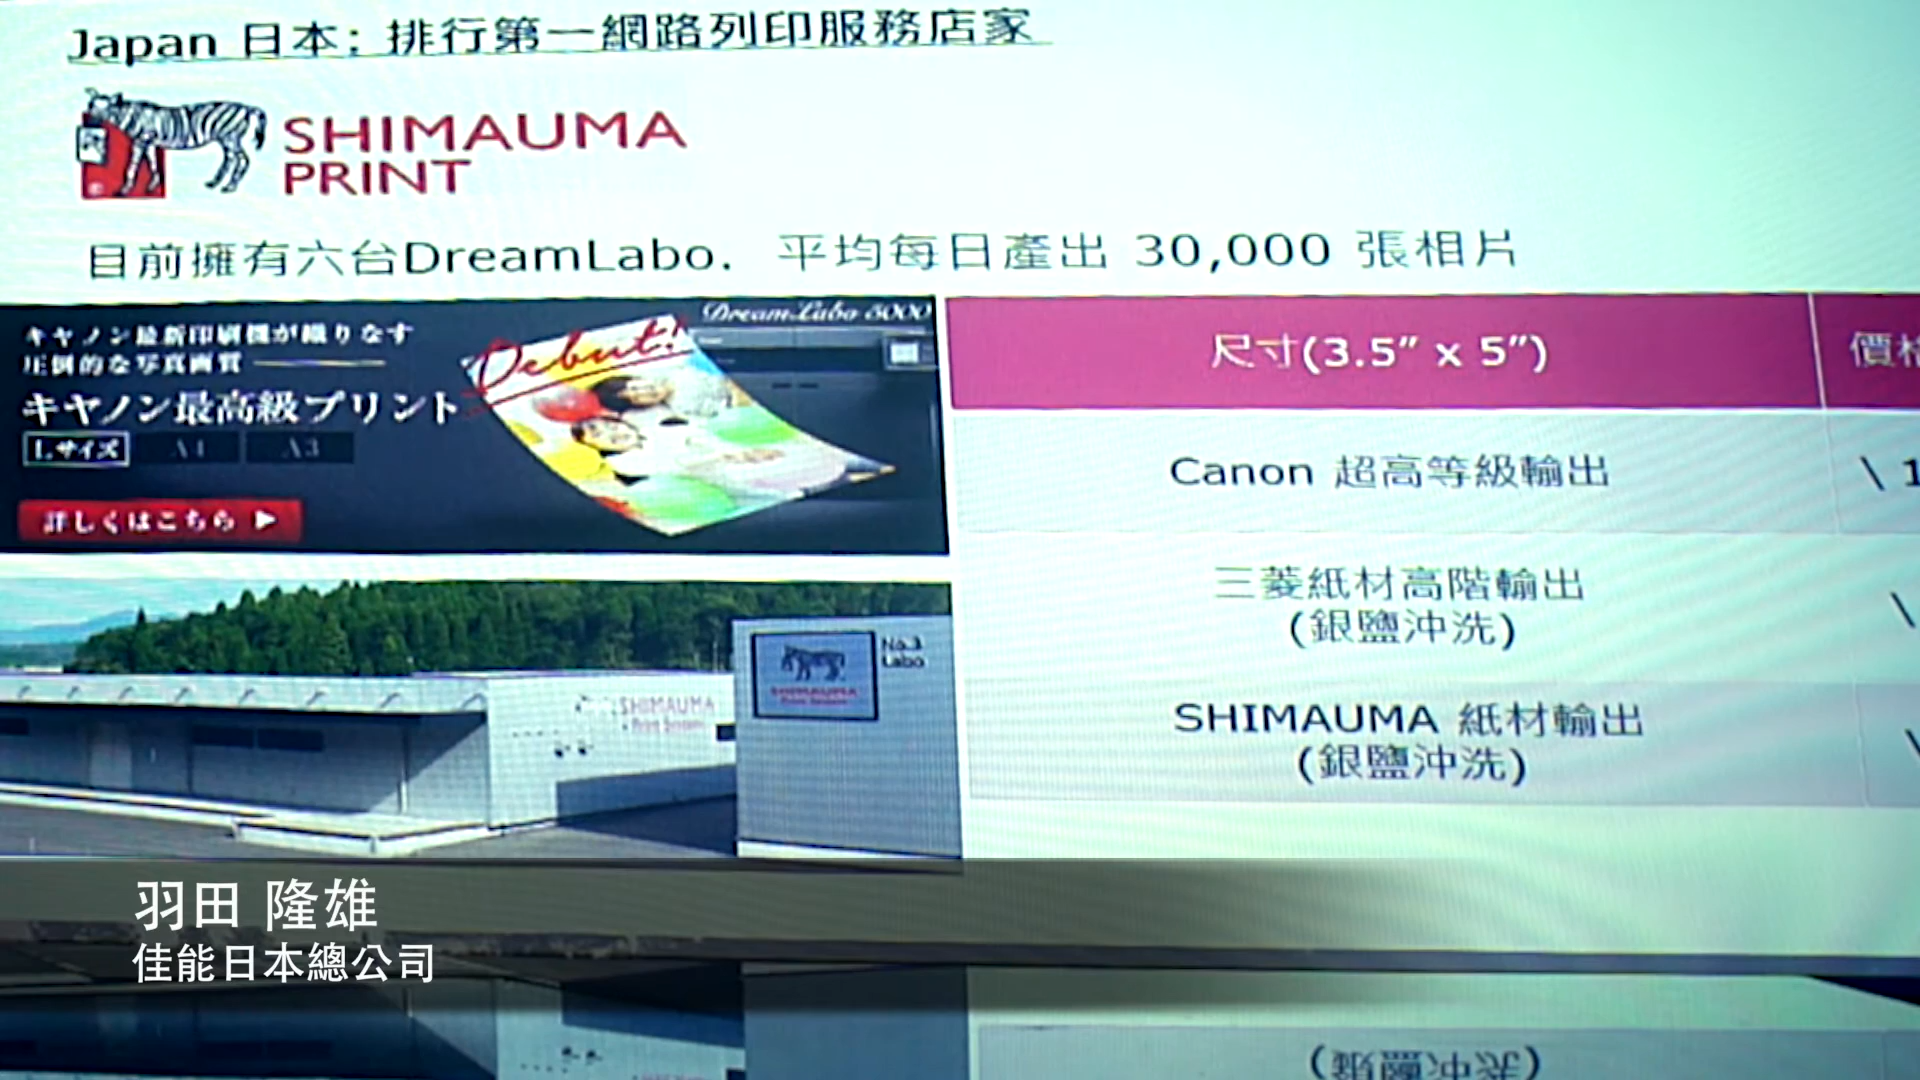 Japan 日本: 排行第一網路列印服務店家
SHIMAUMA
PRINT
目前擁有六台DreamLabo. 平均每日產出 30,000 張相片
DreamLabo 5000
キヤノン最新印刷機が織りなす
圧倒的な写真画質
Debut!
キヤノン最高級プリント
Lサイズ A4 A3
詳しくはこちら
尺寸(3.5” x 5”)
Canon 超高等級輸出
三菱紙材高階輸出
(銀鹽沖洗)
SHIMAUMA 紙材輸出
(銀鹽沖洗)
No.3
Labo
SHIMAUMA
SHIMAUMA
羽田 隆雄
佳能日本總公司